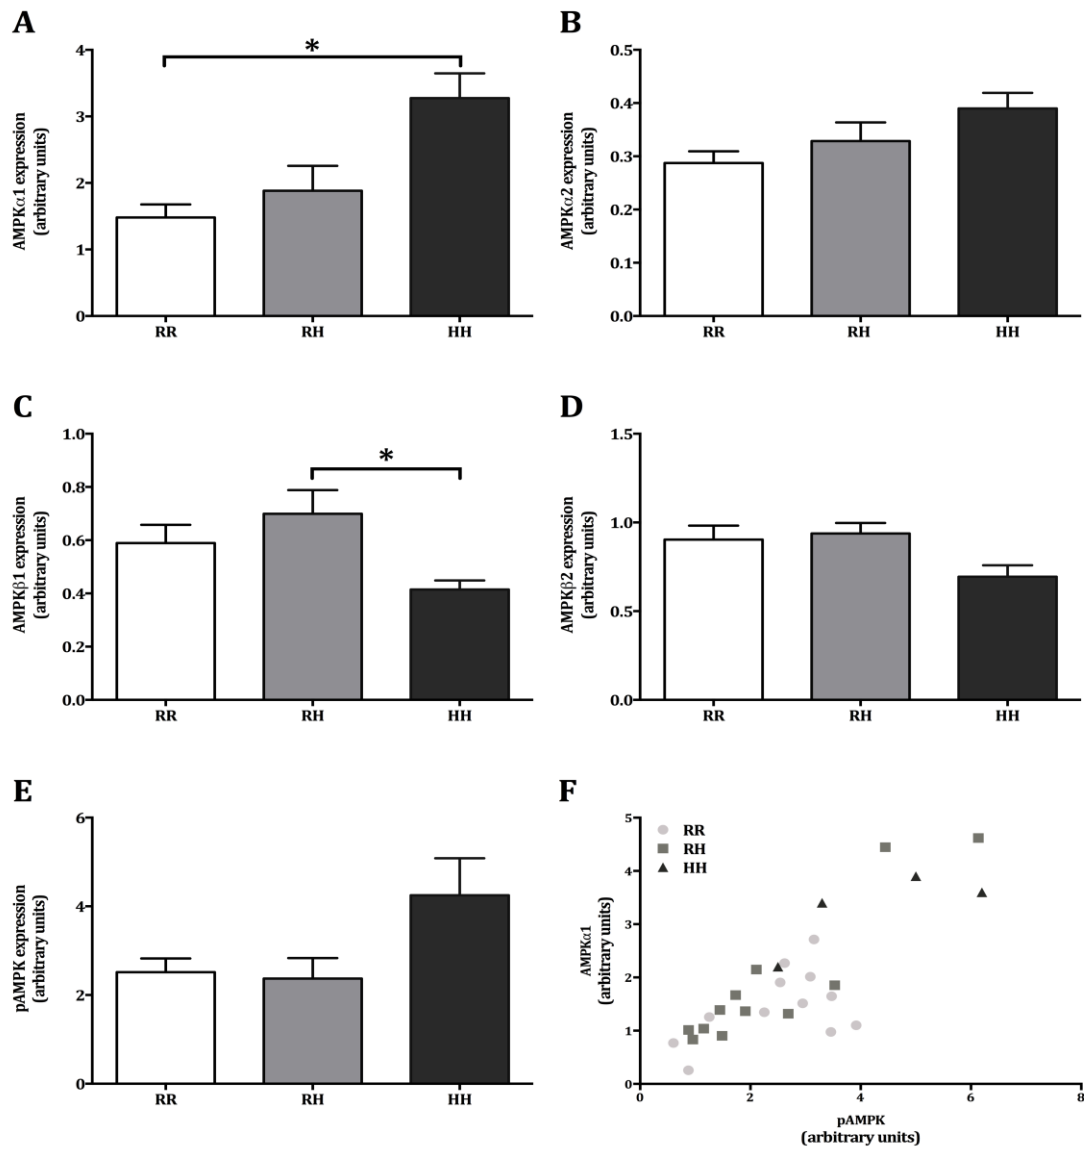 A
AMPKα1 expression
(arbitrary units)
4
3
2
1
0
*
RR RH HH
B
AMPKα2 expression
(arbitrary units)
0.5
0.4
0.3
0.2
0.1
0.0
RR RH HH
C
AMPKβ1 expression
(arbitrary units)
1.0
0.8
0.6
0.4
0.2
0.0
*
RR RH HH
D
AMPKβ2 expression
(arbitrary units)
1.5
1.0
0.5
0.0
RR RH HH
E
pAMPK expression
(arbitrary units)
6
4
2
0
RR RH HH
F
AMPKα1
(arbitrary units)
5
4
3
2
1
0
RR
RH
HH
0 2 4 6 8
pAMPK
(arbitrary units)